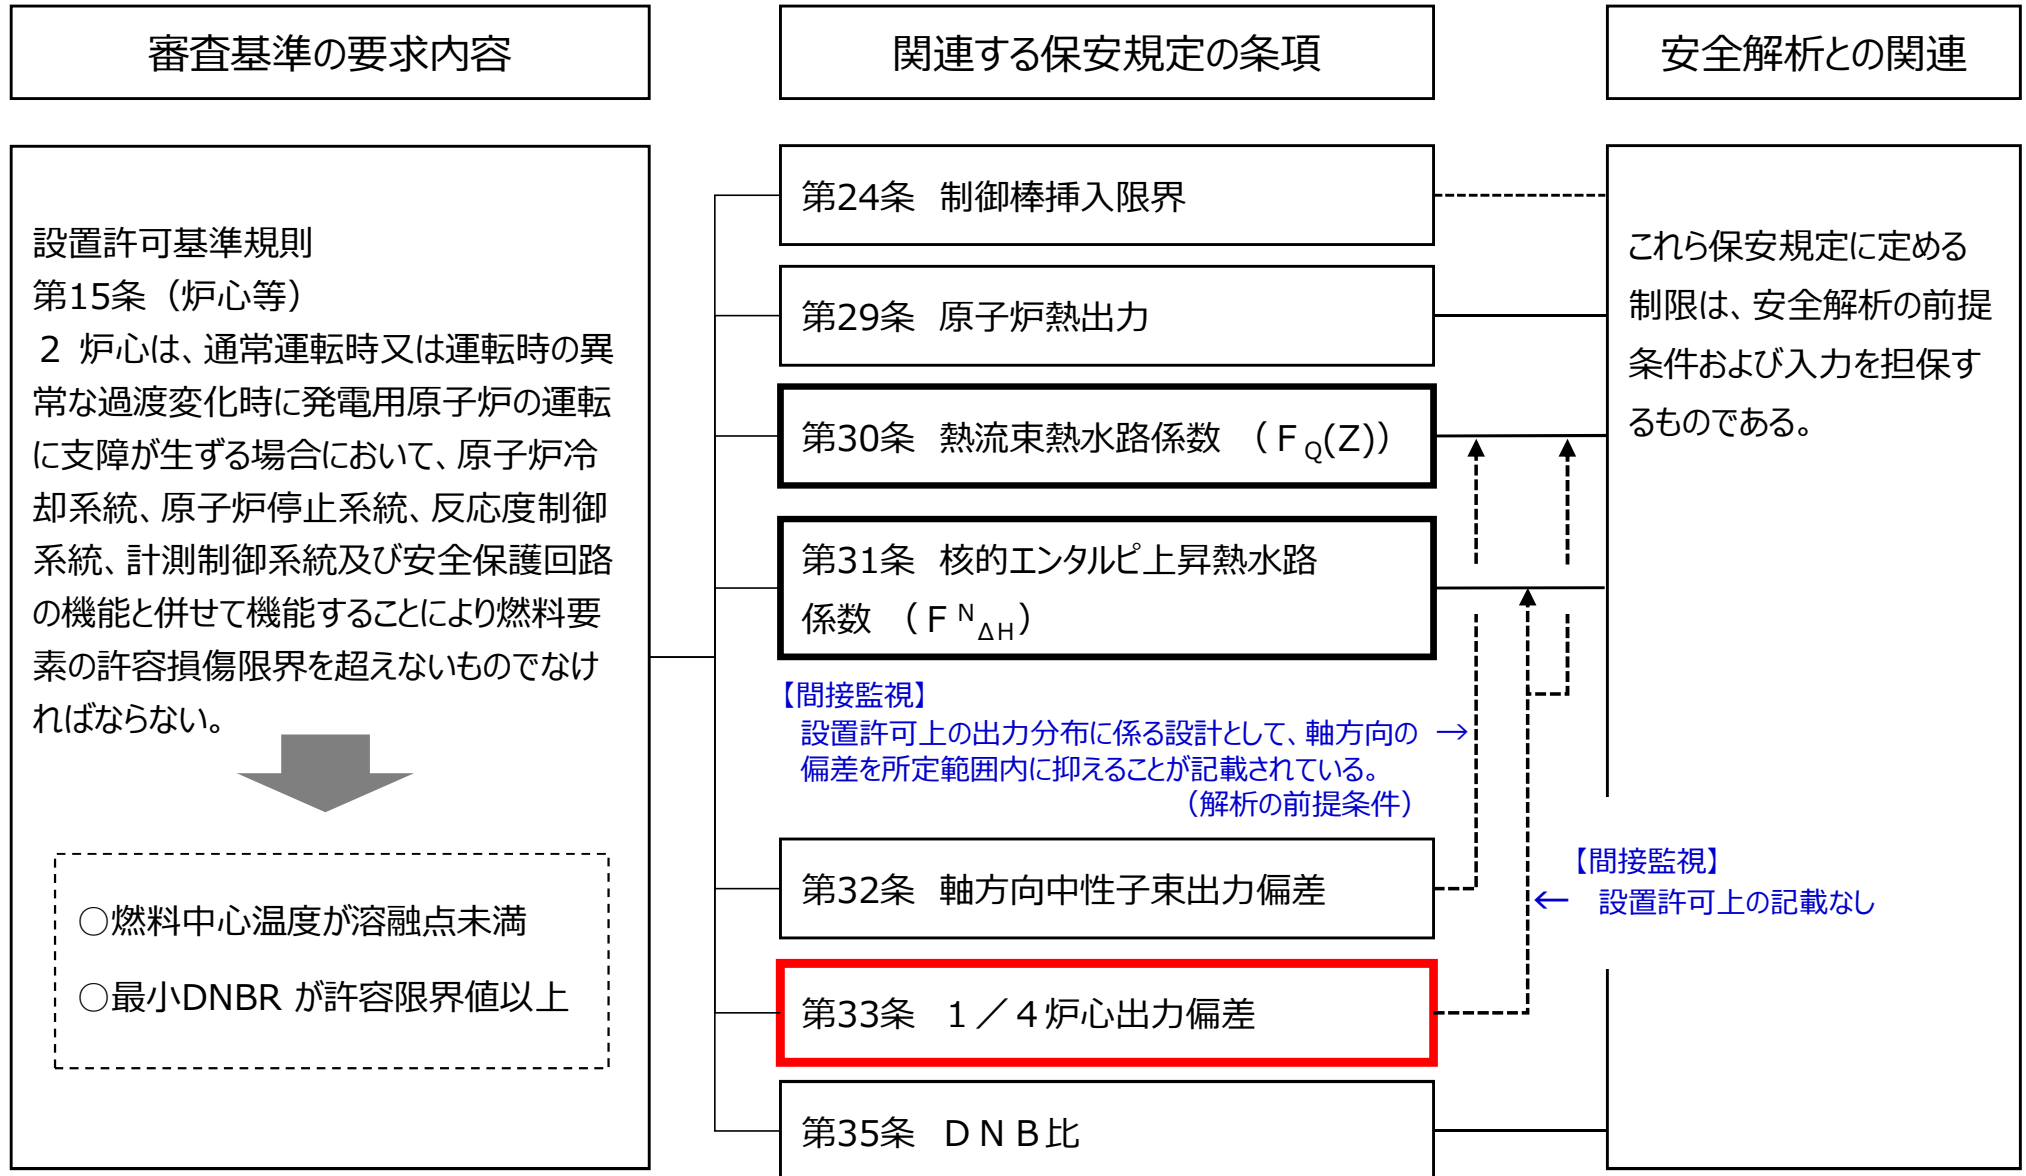 審査基準の要求内容
関連する保安規定の条項
安全解析との関連
設置許可基準規則
第15条（炉心等）
２ 炉心は、通常運転時又は運転時の異
常な過渡変化時に発電用原子炉の運転
に支障が生ずる場合において、原子炉冷
却系統、原子炉停止系統、反応度制御
系統、計測制御系統及び安全保護回路
の機能と併せて機能することにより燃料要
素の許容損傷限界を超えないものでなけ
ればならない。
○燃料中心温度が溶融点未満
○最小DNBR が許容限界値以上
第24条 制御棒挿入限界
第29条 原子炉熱出力
第30条 熱流束熱水路係数 （ＦQ(Z)）
第31条 核的エンタルピ上昇熱水路
係数 （ＦNΔH）
【間接監視】
設置許可上の出力分布に係る設計として、軸方向の →
偏差を所定範囲内に抑えることが記載されている。
（解析の前提条件）
第32条 軸方向中性子束出力偏差
第33条 １／４炉心出力偏差
第35条 ＤＮＢ比
これら保安規定に定める
制限は、安全解析の前提
条件および入力を担保す
るものである。
【間接監視】
← 設置許可上の記載なし